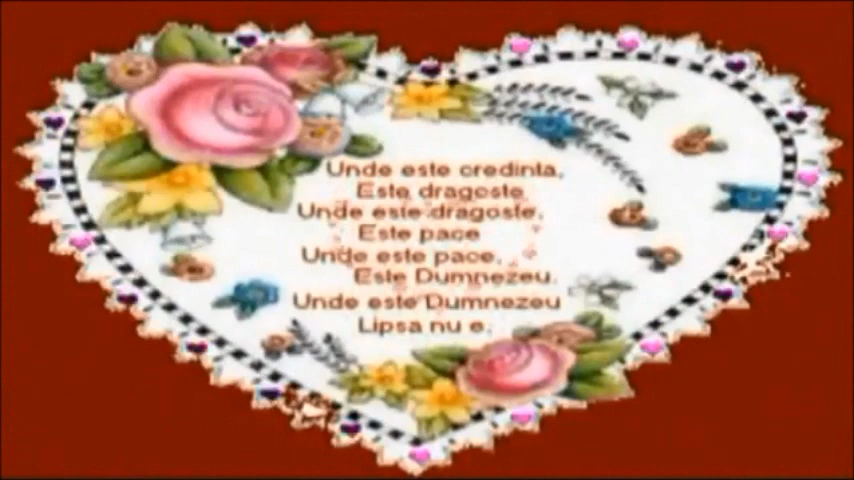 Unde este credinta,
Este dragoste
Unde este dragoste,
Este pace
Unde este pace,
Este Dumnezeu.
Unde este Dumnezeu
Lipsa nu e.